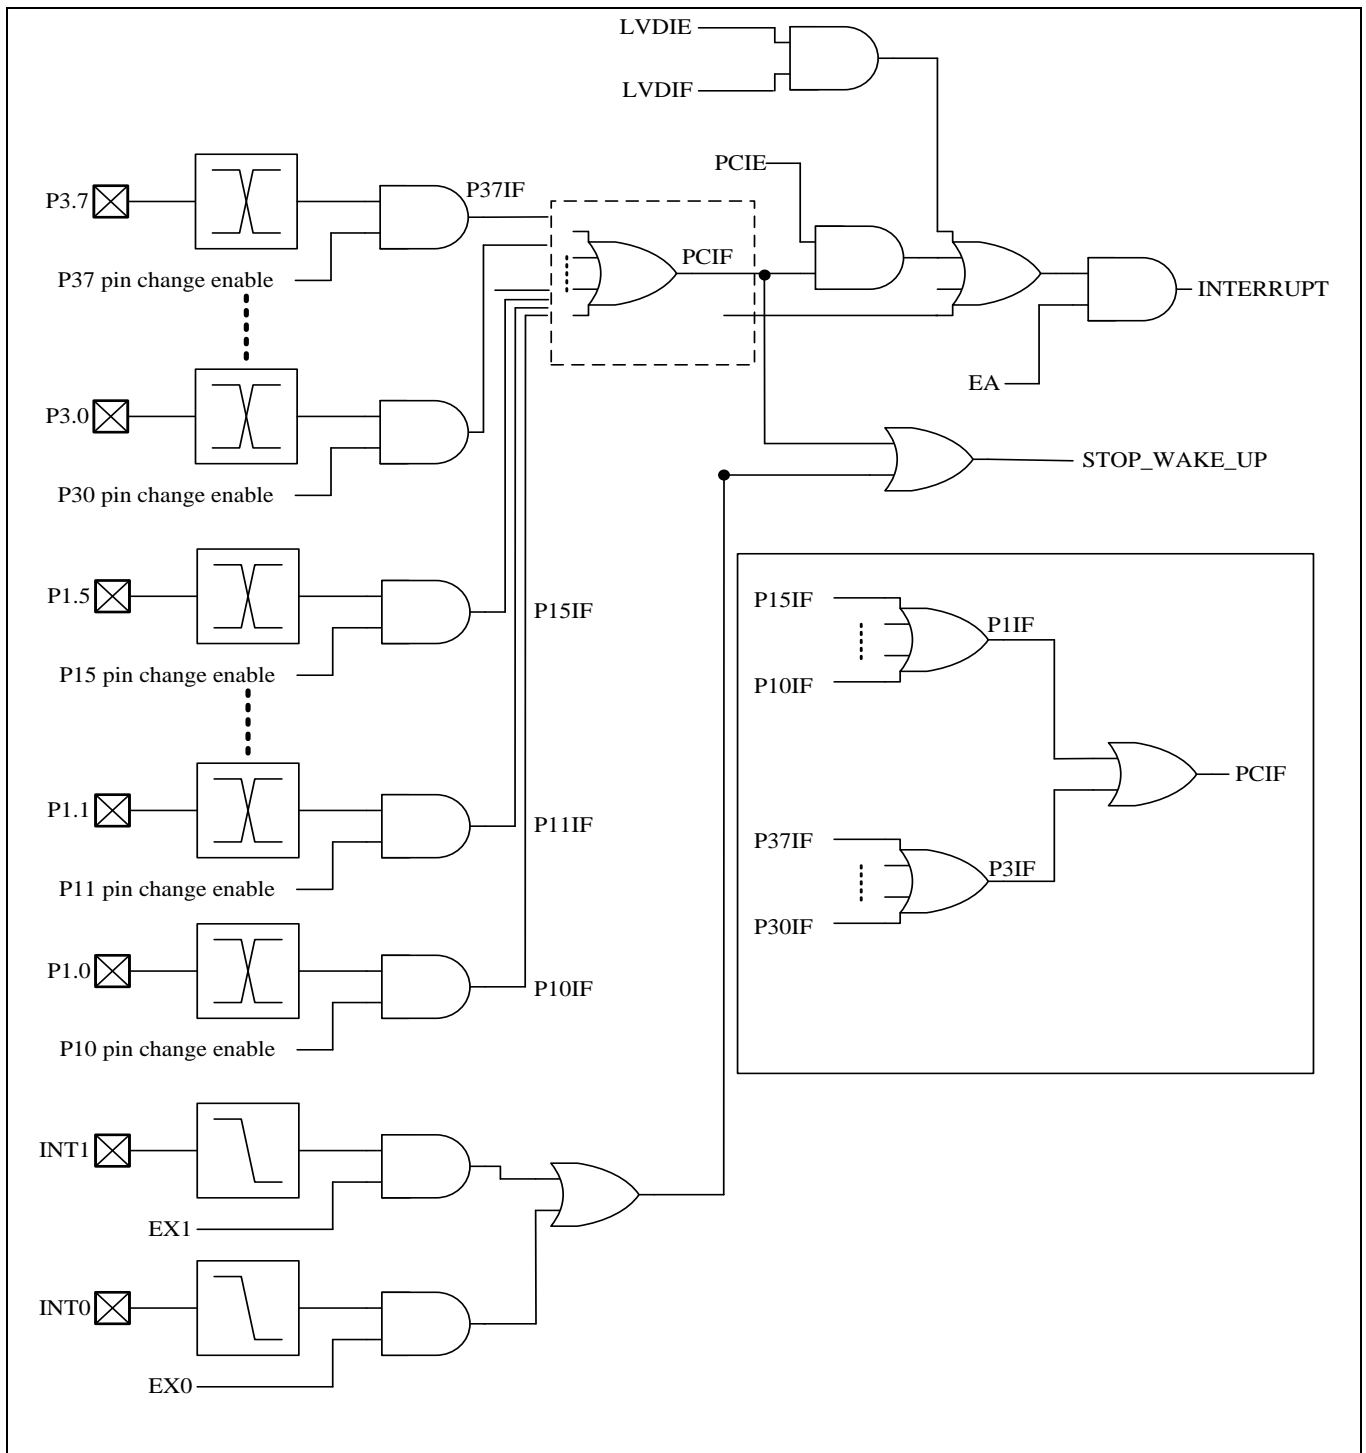 LVDIE
LVDIF
PCIE
P3.7
P37IF
P37 pin change enable
PCIF
INTERRUPT
EA
P3.0
P30 pin change enable
STOP_WAKE_UP
P1.5
P15IF
P15 pin change enable
P15IF
P1IF
P10IF
P1.1
P11IF
P11 pin change enable
PCIF
P37IF
P3IF
P30IF
P1.0
P10IF
P10 pin change enable
INT1
EX1
INT0
EX0